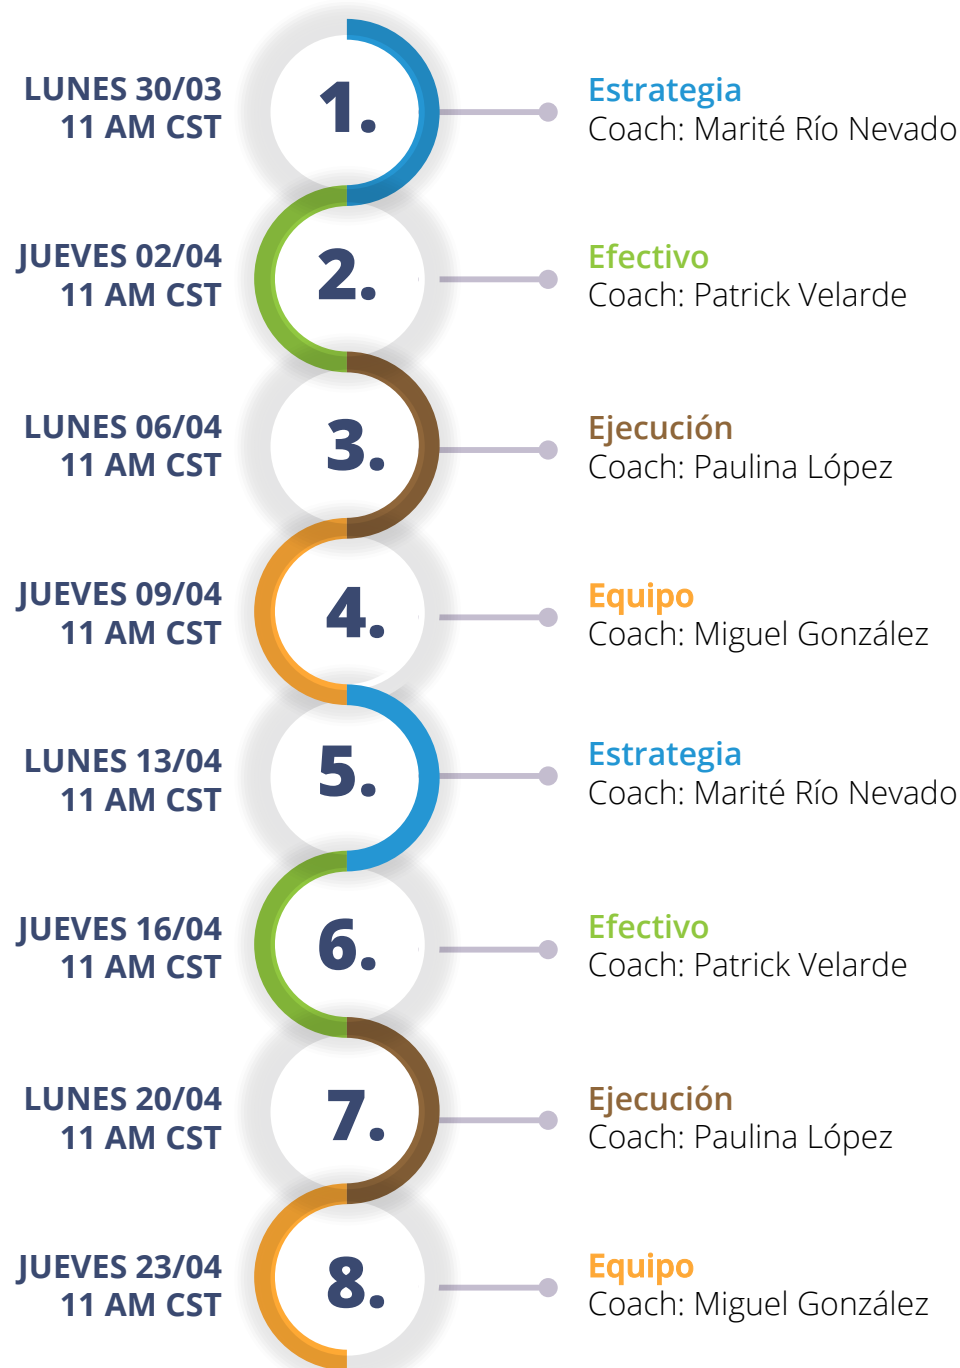 LUNES 30/03
11 AM CST
1.
Estrategia
Coach: Marité Río Nevado
JUEVES 02/04
11 AM CST
2.
Efectivo
Coach: Patrick Velarde
LUNES 06/04
11 AM CST
3.
Ejecución
Coach: Paulina López
JUEVES 09/04
11 AM CST
4.
Equipo
Coach: Miguel González
LUNES 13/04
11 AM CST
5.
Estrategia
Coach: Marité Río Nevado
JUEVES 16/04
11 AM CST
6.
Efectivo
Coach: Patrick Velarde
LUNES 20/04
11 AM CST
7.
Ejecución
Coach: Paulina López
JUEVES 23/04
11 AM CST
8.
Equipo
Coach: Miguel González